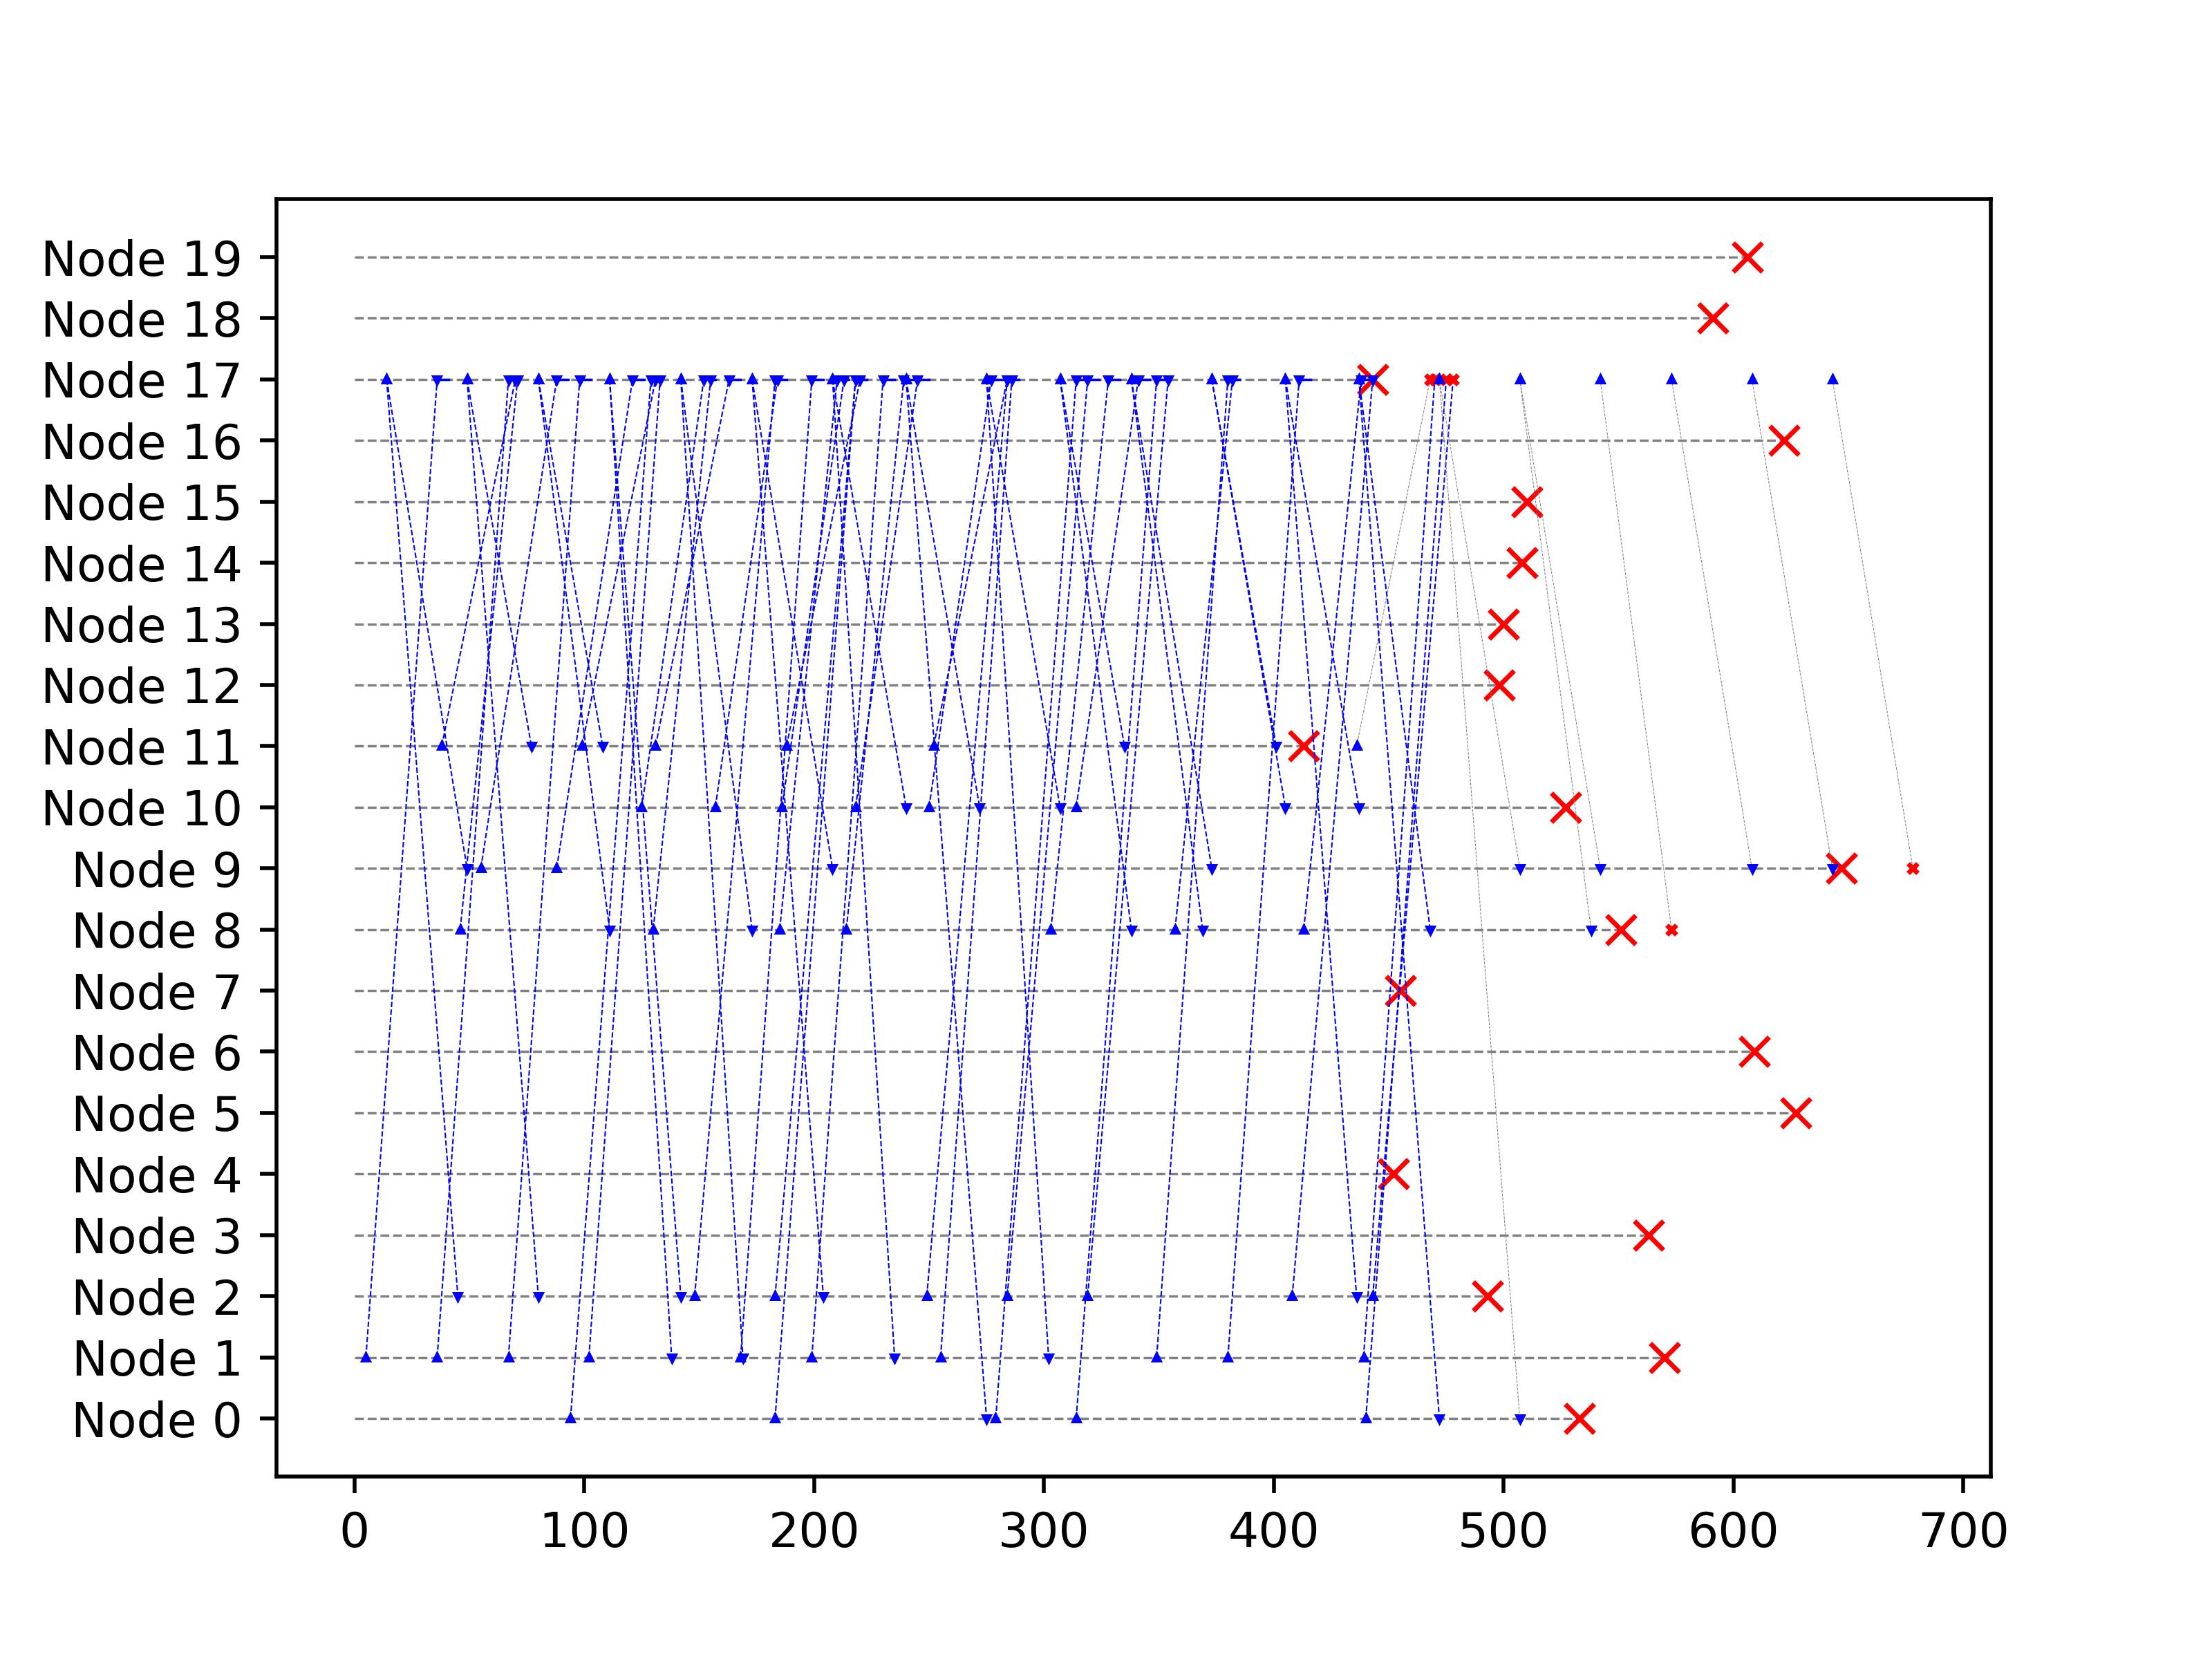 Node 19
Node 18
Node 17
Node 16
Node 15
Node 14
Node 13
Node 12
Node 11
Node 10
Node 9
Node 8
Node 7
Node 6
Node 5
Node 4
Node 3
Node 2
Node 1
Node 0
0 100 200 300 400 500 600 700